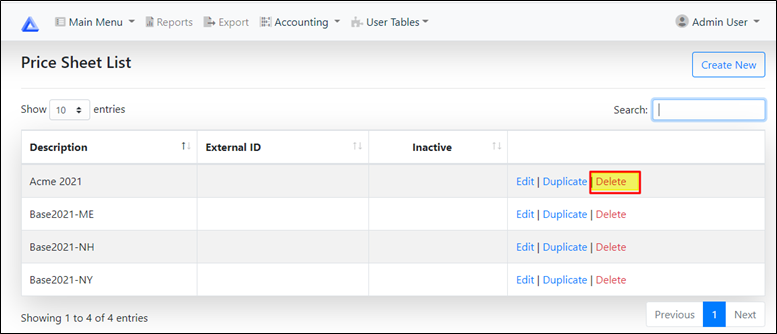 Main Menu Reports Export Accounting User Tables Admin User
Price Sheet List Create New
Show 10 entries Search:
Description External ID Inactive
Acme 2021 Edit | Duplicate | Delete
Base2021-ME Edit | Duplicate | Delete
Base2021-NH Edit | Duplicate | Delete
Base2021-NY Edit | Duplicate | Delete
Showing 1 to 4 of 4 entries Previous 1 Next